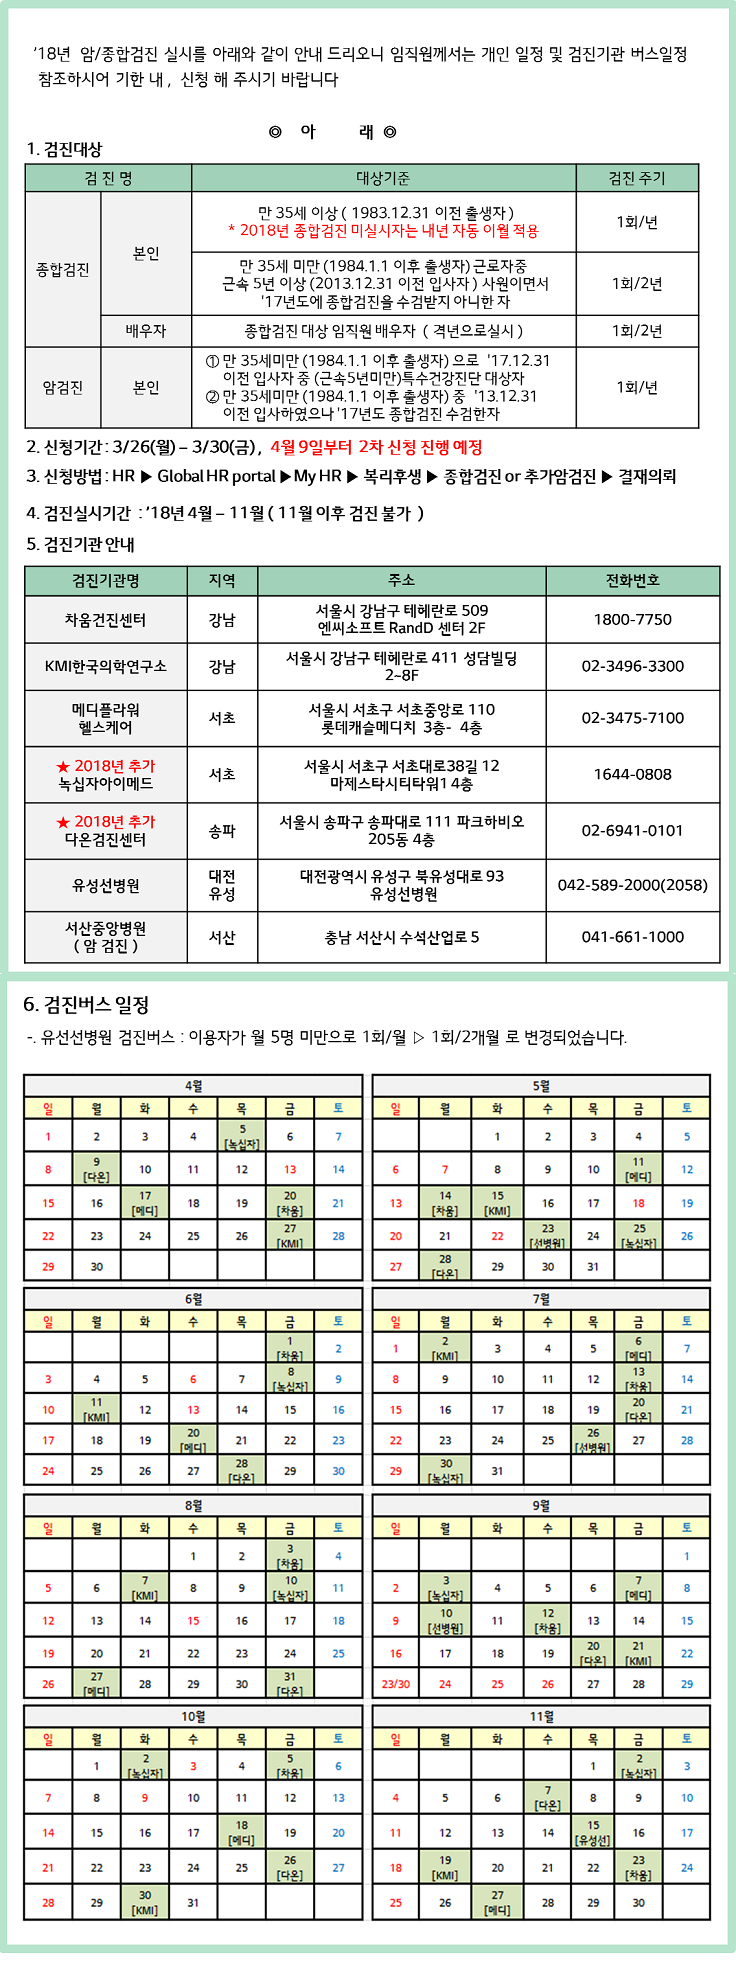 ‘18년 암/종합검진 실시를 아래와 같이 안내 드리오니 임직원께서는 개인 일정 및 검진기관 버스일정
참조하시어 기한 내 , 신청 해 주시기 바랍니다
◎ 아 래 ◎
1. 검진대상
검 진 명 대상기준 검진 주기
종합검진 본인 만 35세 이상 ( 1983.12.31 이전 출생자 ) 1회/년
* 2018년 종합검진 미실시자는 내년 자동 이월 적용
만 35세 미만 (1984.1.1 이후 출생자) 근로자중
근속 5년 이상 (2013.12.31 이전 입사자 ) 사원이면서 1회/2년
'17년도에 종합검진을 수검받지 아니한 자
배우자 종합검진 대상 임직원 배우자 ( 격년으로실시 ) 1회/2년
암검진 본인 ① 만 35세미만 (1984.1.1 이후 출생자) 으로 '17.12.31
이전 입사자 중 (근속5년미만)특수건강진단 대상자 1회/년
② 만 35세미만 (1984.1.1 이후 출생자) 중 '13.12.31
이전 입사하였으나 '17년도 종합검진 수검한자
2. 신청기간 : 3/26(월) – 3/30(금) , 4월 9일부터 2차 신청 진행 예정
3. 신청방법 : HR ▶ Global HR portal ▶ My HR ▶ 복리후생 ▶ 종합검진 or 추가암검진 ▶ 결재의뢰
4. 검진실시기간 : ’18년 4월 – 11월 ( 11월 이후 검진 불가 )
5. 검진기관 안내
검진기관명 지역 주소 전화번호
차움건진센터 강남 서울시 강남구 테헤란로 509 1800-7750
엔씨소프트 RandD 센터 2F
KMI한국의학연구소 강남 서울시 강남구 테헤란로 411 성담빌딩 02-3496-3300
2~8F
메디플라워 헬스케어 서초 서울시 서초구 서초중앙로 110 02-3475-7100
롯데캐슬메디치 3층- 4층
★ 2018년 추가
녹십자아이메드 서초 서울시 서초구 서초대로38길 12 1644-0808
마제스타시티타워1 4층
★ 2018년 추가
다온검진센터 송파 서울시 송파구 송파대로 111 파크하비오 02-6941-0101
205동 4층
유성선병원 대전 유성 대전광역시 유성구 북유성대로 93 042-589-2000(2058)
유성선병원
서산중앙병원
( 암 검진 ) 서산 충남 서산시 수석산업로 5 041-661-1000
6. 검진버스 일정
-. 유선선병원 검진버스 : 이용자가 월 5명 미만으로 1회/월 ▷ 1회/2개월 로 변경되었습니다.
4월
일 월 화 수 목 금 토
1 2 3 4 5 [녹십자] 6 7
8 9 [다온] 10 11 12 13 14
15 16 17 [메디] 18 19 20 [차움] 21
22 23 24 25 26 27 [KMI] 28
29 30
5월
일 월 화 수 목 금 토
1 2 3 4 5
6 7 8 9 10 11 [메디] 12
13 14 [차움] 15 [KMI] 16 17 18 19
20 21 22 23 [선병원] 24 25 [녹십자] 26
27 28 [다온] 29 30 31
6월
일 월 화 수 목 금 토
1 [차움] 2
3 4 5 6 7 8 [녹십자] 9
10 11 [KMI] 12 13 14 15 16
17 18 19 20 [메디] 21 22 23
24 25 26 27 28 [다온] 29 30
7월
일 월 화 수 목 금 토
1 2 [KMI] 3 4 5 6 [메디] 7
8 9 10 11 12 13 [차움] 14
15 16 17 18 19 20 [다온] 21
22 23 24 25 26 [선병원] 27 28
29 30 [녹십자] 31
8월
일 월 화 수 목 금 토
1 2 3 [차움] 4
5 6 7 [KMI] 8 9 10 [녹십자] 11
12 13 14 15 16 17 18
19 20 21 22 23 24 25
26 27 [메디] 28 29 30 31 [다온]
9월
일 월 화 수 목 금 토
1
2 3 [녹십자] 4 5 6 7 [메디] 8
9 10 [선병원] 11 12 [차움] 13 14 15
16 17 18 19 20 [다온] 21 [KMI] 22
23/30 24 25 26 27 28 29
10월
일 월 화 수 목 금 토
1 2 [녹십자] 3 4 5 [차움] 6
7 8 9 10 11 12 13
14 15 16 17 18 [메디] 19 20
21 22 23 24 25 26 [다온] 27
28 29 30 [KMI] 31
11월
일 월 화 수 목 금 토
1 2 [녹십자] 3
4 5 6 7 [다온] 8 9 10
11 12 13 14 15 [유성선] 16 17
18 19 [KMI] 20 21 22 23 [차움] 24
25 26 27 [메디] 28 29 30